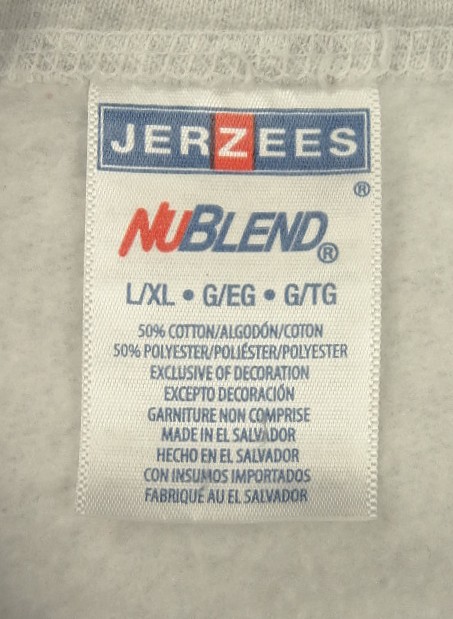 JERZEES
®
NUBLEND®
L/XL • G/EG • G/TG
50% COTTON/ALGODÓN/COTON
50% POLYESTER/POLIÉSTER/POLYESTER
EXCLUSIVE OF DECORATION
EXCEPTO DECORACIÓN
GARNITURE NON COMPRISE
MADE IN EL SALVADOR
HECHO EN EL SALVADOR
CON INSUMOS IMPORTADOS
FABRIQUÉ AU EL SALVADOR